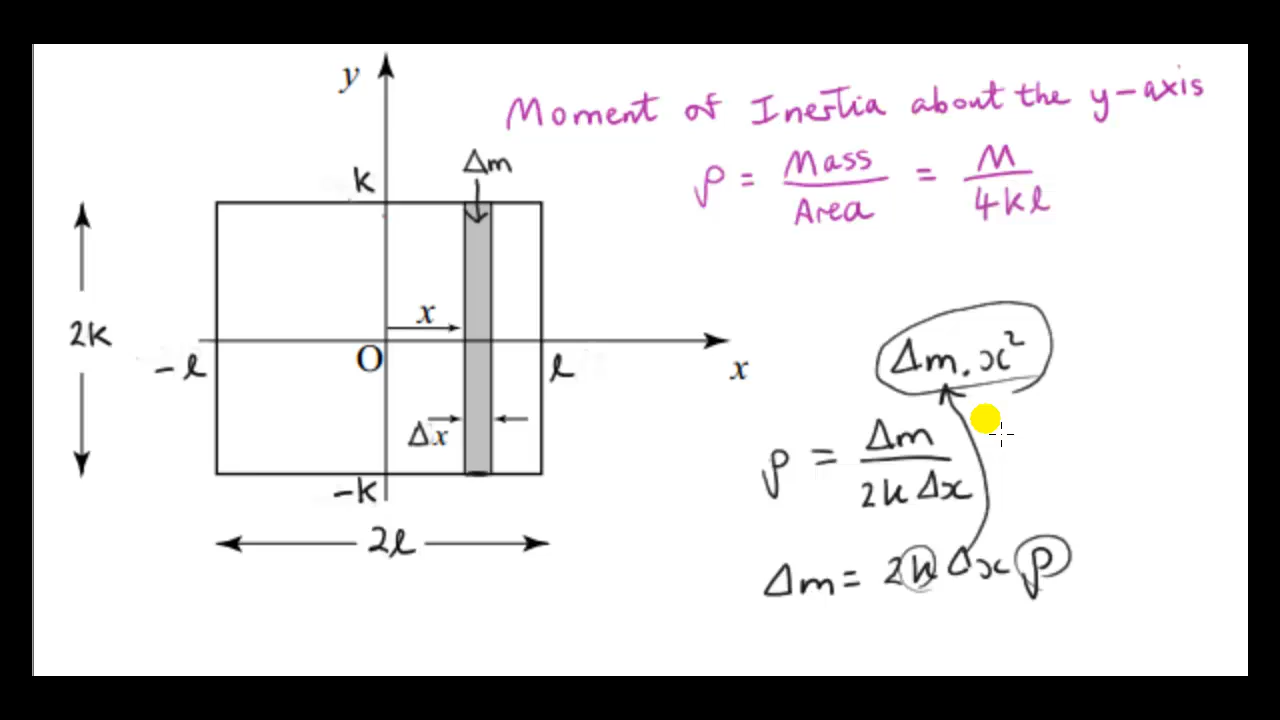 Moment of Inertia about the y-axis
ρ = Mass / Area = M / 4kl
y
k
Δm
x
2k
-l
O
l
x
Δx
-k
2l
Δm.x²
ρ = Δm / 2kΔx
Δm = 2kΔxρ